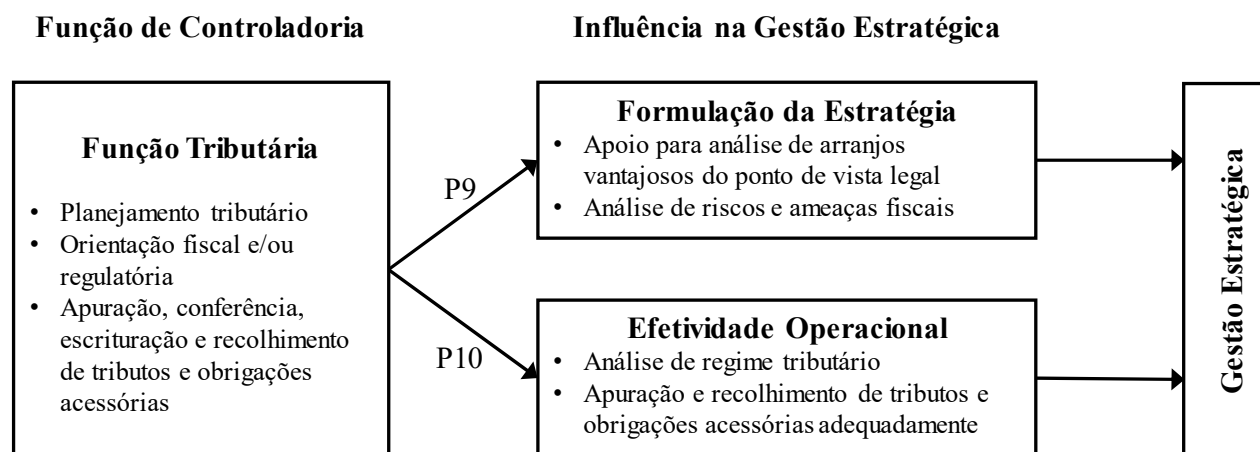 Função de Controladoria
Influência na Gestão Estratégica
Função Tributária
• Planejamento tributário
• Orientação fiscal e/ou
regulatória
• Apuração, conferência,
escrituração e recolhimento
de tributos e obrigações
acessórias
P9
P10
Formulação da Estratégia
• Apoio para análise de arranjos
vantajosos do ponto de vista legal
• Análise de riscos e ameaças fiscais
Efetividade Operacional
• Análise de regime tributário
• Apuração e recolhimento de tributos e
obrigações acessórias adequadamente
Gestão Estratégica